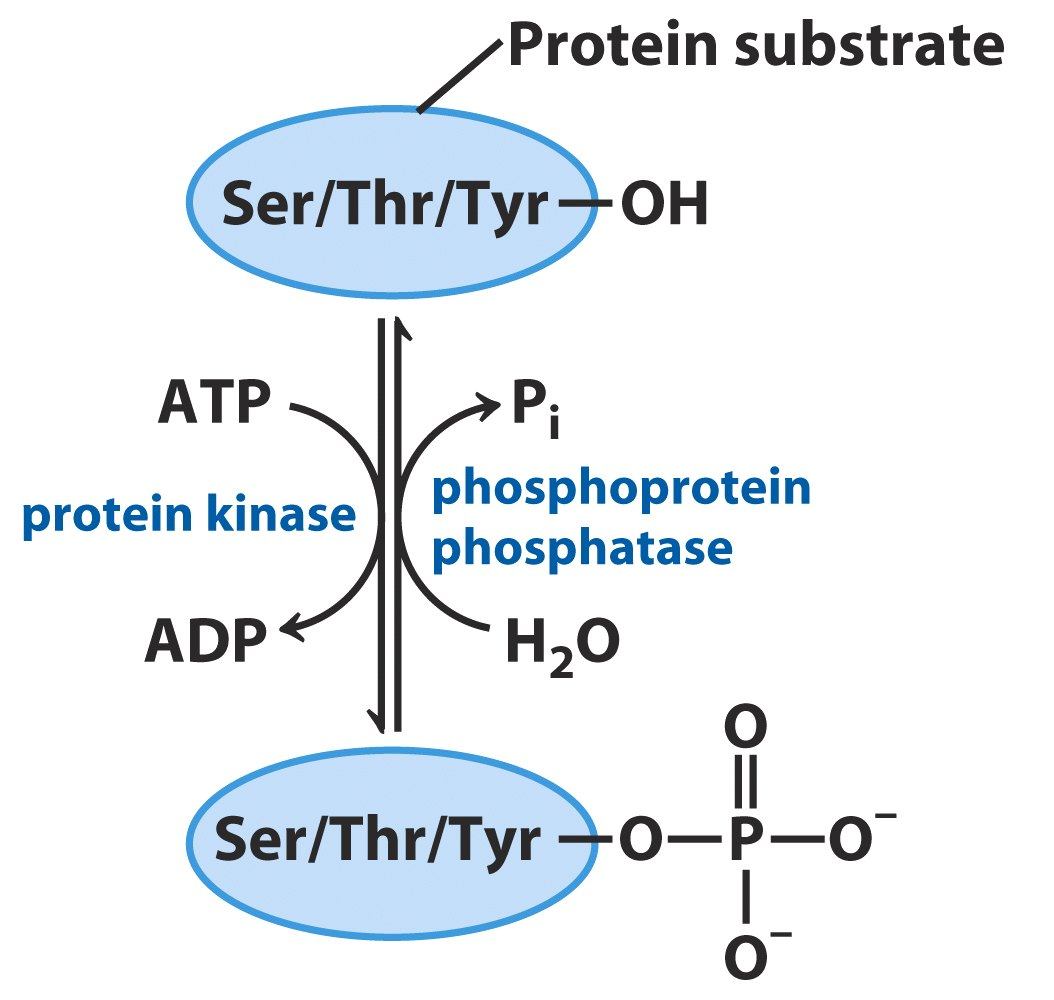 Protein substrate
Ser/Thr/Tyr—OH
ATP
Pi
protein kinase
phosphoprotein
phosphatase
ADP
H₂O
O
Ser/Thr/Tyr—O—P—O⁻
O⁻